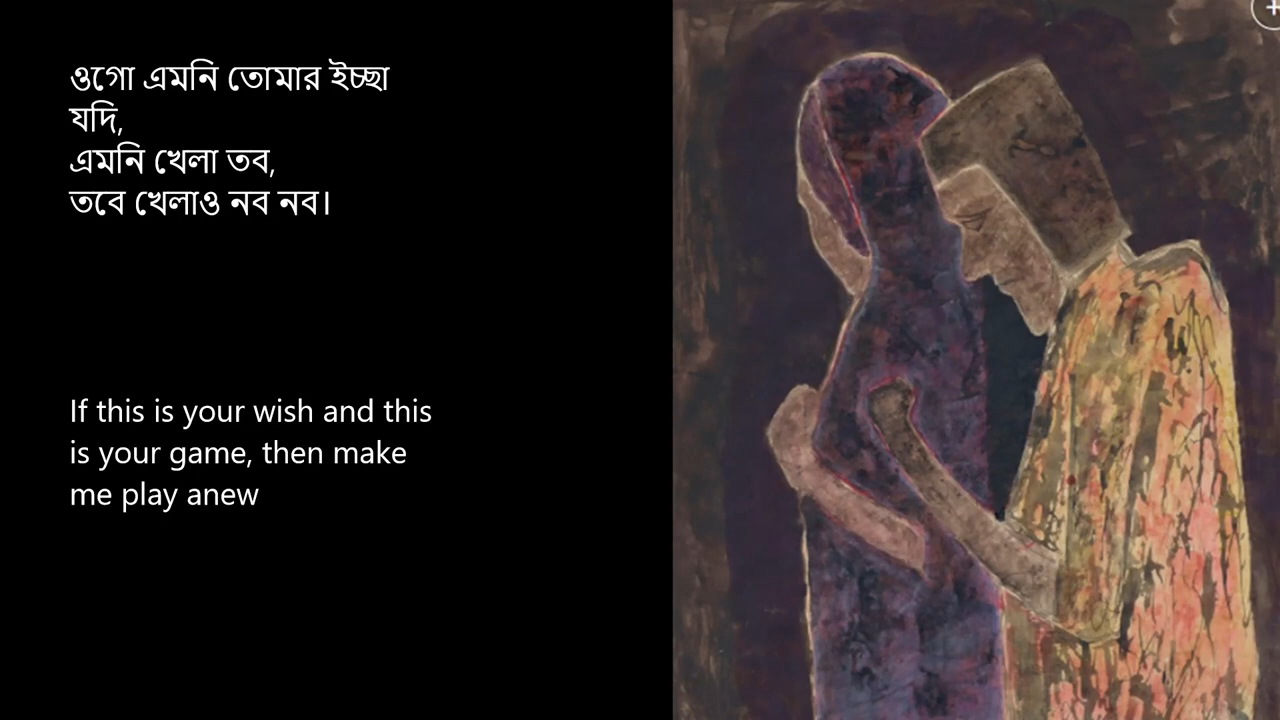 ওগো এমনি তোমার ইচ্ছা
যদি,
এমনি খেলা তব,
তবে খেলাও নব নব।
If this is your wish and this
is your game, then make
me play anew